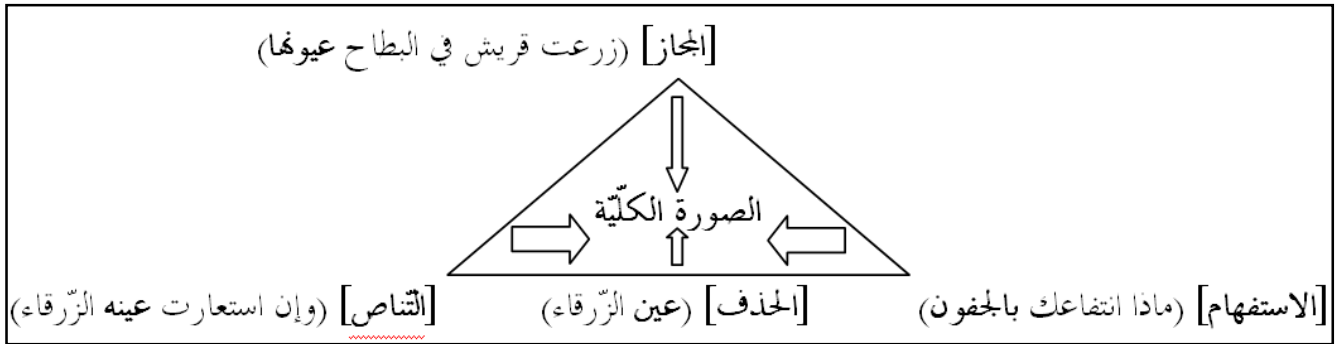 [المجاز] (زرعت قريش في البطاح عيونها)
الصورة الكلّيّة
[الاستفهام] (ماذا انتفاعك بالجفون) [الحذف] (عين الزّرقاء) [التّناص] (وإن استعارت عينه الزّرقاء)